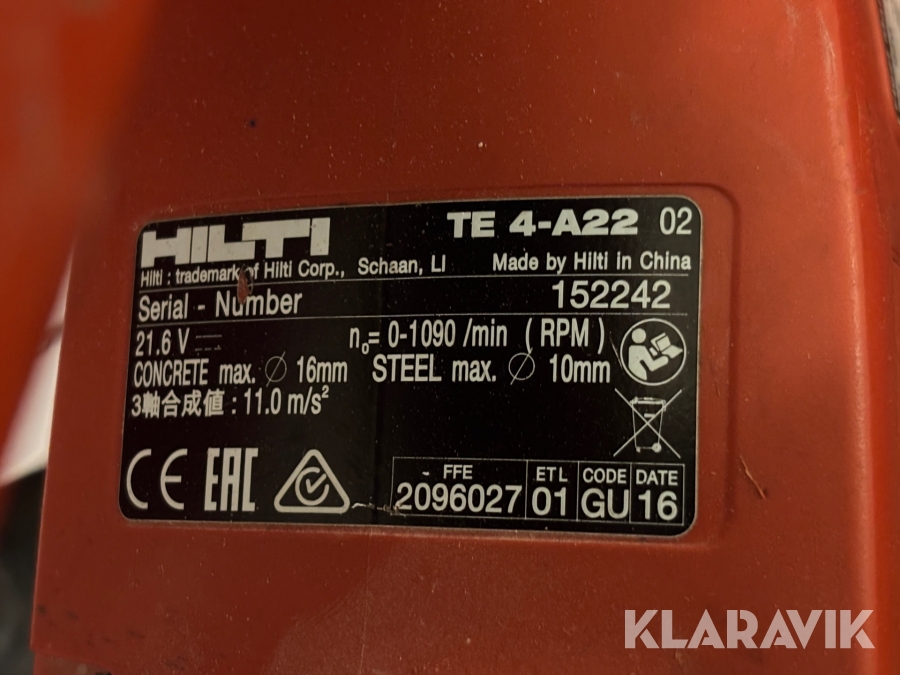 HILTI TE 4-A22 02
Hilti : trademark of Hilti Corp., Schaan, LI Made by Hilti in China
Serial - Number 152242
21.6 V n₀= 0-1090 /min ( RPM )
CONCRETE max. ∅ 16mm STEEL max. ∅ 10mm
3軸合成値 : 11.0 m/s²
CE EAC
FFE ETL CODE DATE
2096027 01 GU 16
KLARAVIK